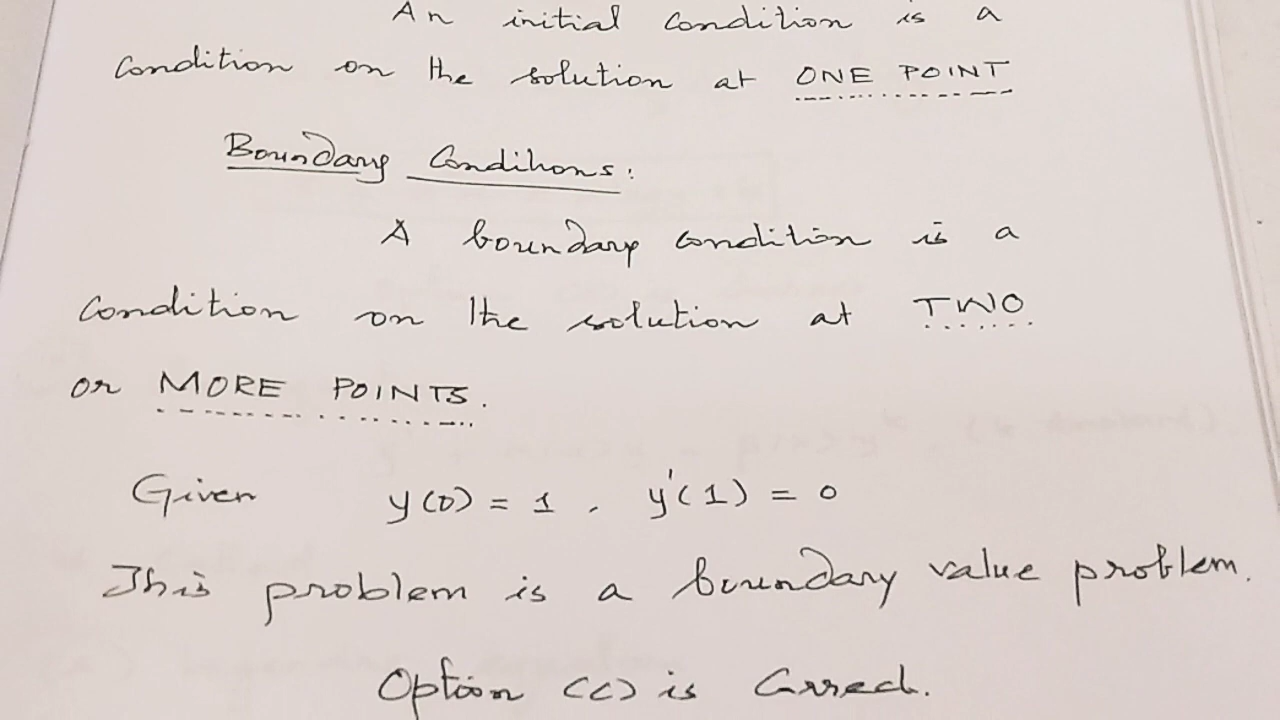 An initial condition is a
condition on the solution at ONE POINT
Boundary Conditions:
A boundary condition is a
condition on the solution at TWO
or MORE POINTS.
Given y(0) = 1, y'(1) = 0
This problem is a boundary value problem.
Option (c) is Correct.